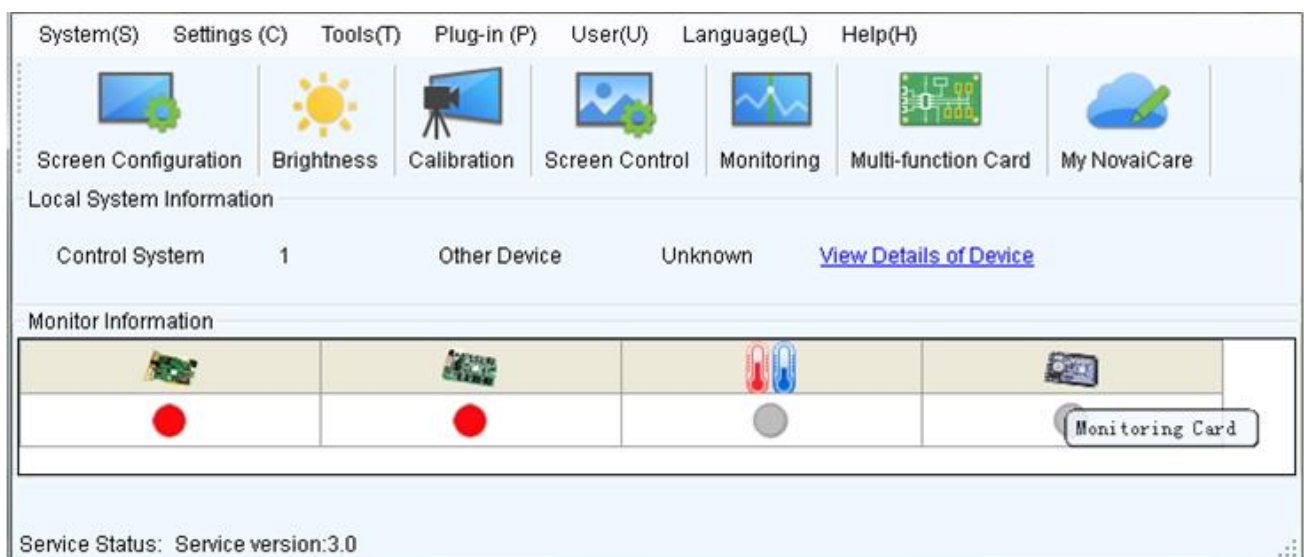 System(S) Settings (C) Tools(T) Plug-in (P) User(U) Language(L) Help(H)
Screen Configuration Brightness Calibration Screen Control Monitoring Multi-function Card My NovaiCare
Local System Information
Control System 1 Other Device Unknown View Details of Device
Monitor Information
Monitoring Card
Service Status: Service version:3.0